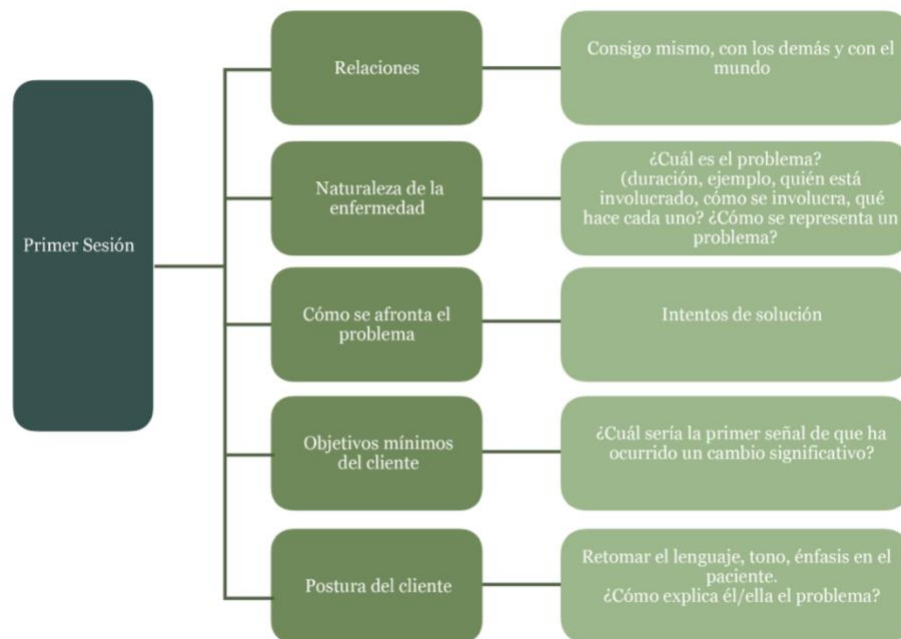 Primer Sesión
Relaciones
Consigo mismo, con los demás y con el
mundo
Naturaleza de la
enfermedad
¿Cuál es el problema?
(duración, ejemplo, quién está
involucrado, cómo se involucra, qué
hace cada uno? ¿Cómo se representa un
problema?
Cómo se afronta el
problema
Intentos de solución
Objetivos mínimos
del cliente
¿Cuál sería la primer señal de que ha
ocurrido un cambio significativo?
Postura del cliente
Retomar el lenguaje, tono, énfasis en el
paciente.
¿Cómo explica él/ella el problema?